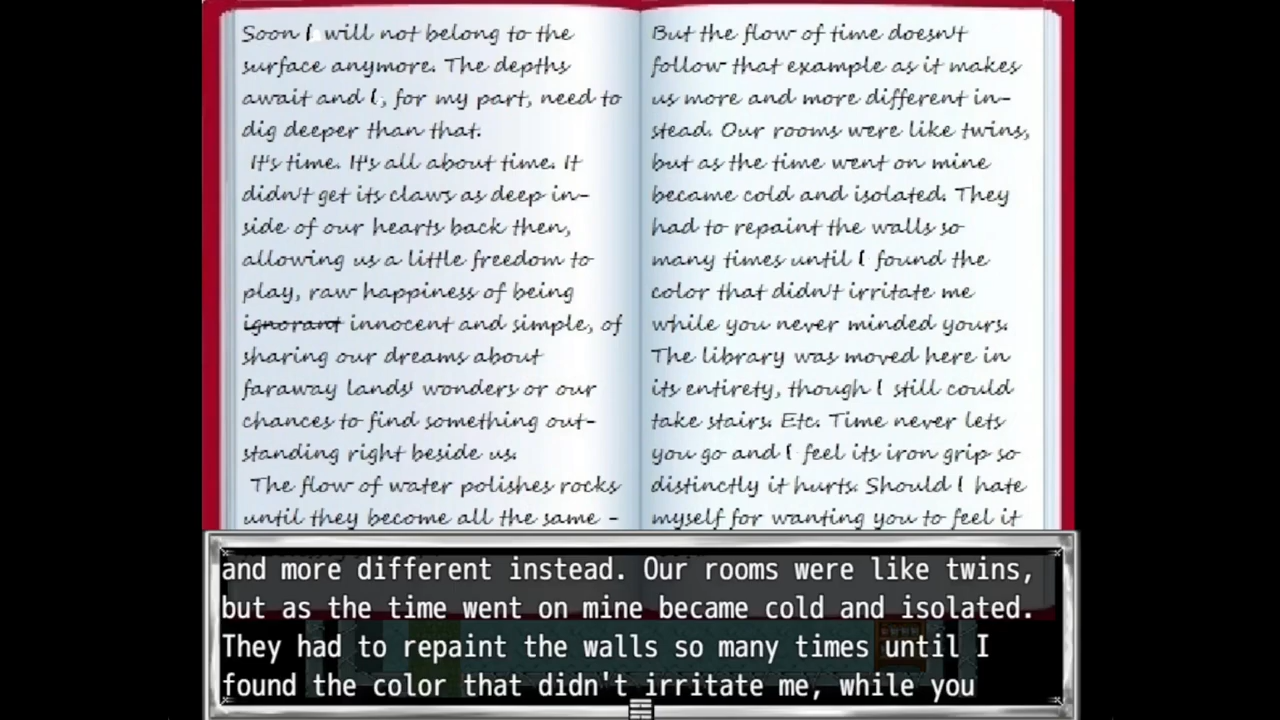 Soon I will not belong to the
surface anymore. The depths
await and I, for my part, need to
dig deeper than that.
It's time. It's all about time. It
didn't get its claws as deep in-
side of our hearts back then,
allowing us a little freedom to
play, raw happiness of being
ignorant innocent and simple, of
sharing our dreams about
faraway lands' wonders or our
chances to find something out-
standing right beside us.
The flow of water polishes rocks
until they become all the same -
But the flow of time doesn't
follow that example as it makes
us more and more different in-
stead. Our rooms were like twins,
but as the time went on mine
became cold and isolated. They
had to repaint the walls so
many times until I found the
color that didn't irritate me
while you never minded yours.
The library was moved here in
its entirety, though I still could
take stairs. Etc. Time never lets
you go and I feel its iron grip so
distinctly it hurts. Should I hate
myself for wanting you to feel it
and more different instead. Our rooms were like twins,
but as the time went on mine became cold and isolated.
They had to repaint the walls so many times until I
found the color that didn't irritate me, while you